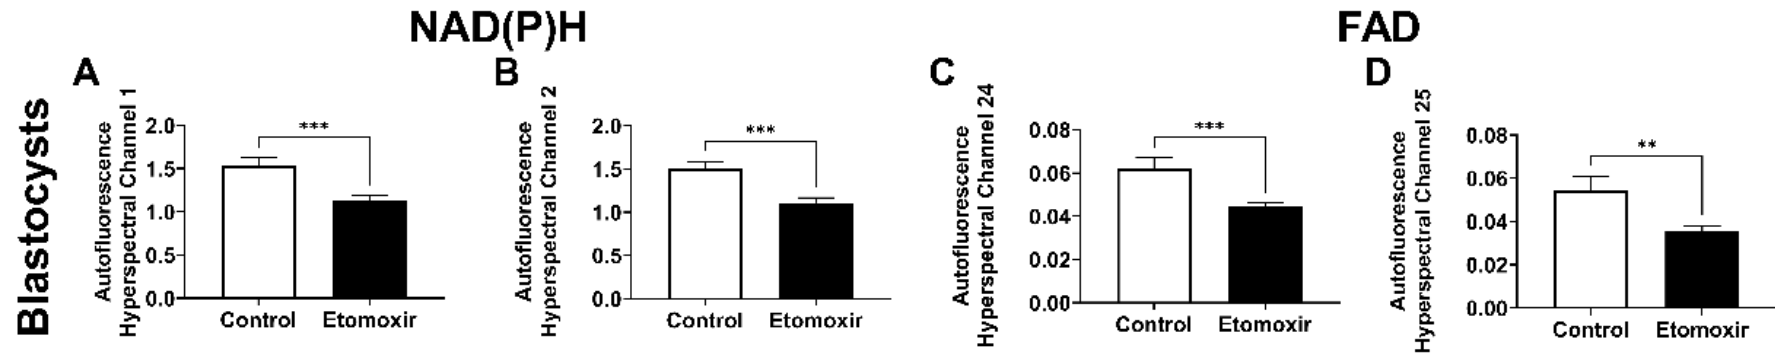 NAD(P)H
FAD
Blastocysts
A
Autofluorescence
Hyperspectral Channel 1
2.0
1.5
1.0
0.5
0.0
***
Control
Etomoxir
B
Autofluorescence
Hyperspectral Channel 2
2.0
1.5
1.0
0.5
0.0
***
Control
Etomoxir
C
Autofluorescence
Hyperspectral Channel 24
0.08
0.06
0.04
0.02
0.00
***
Control
Etomoxir
D
Autofluorescence
Hyperspectral Channel 25
0.08
0.06
0.04
0.02
0.00
**
Control
Etomoxir